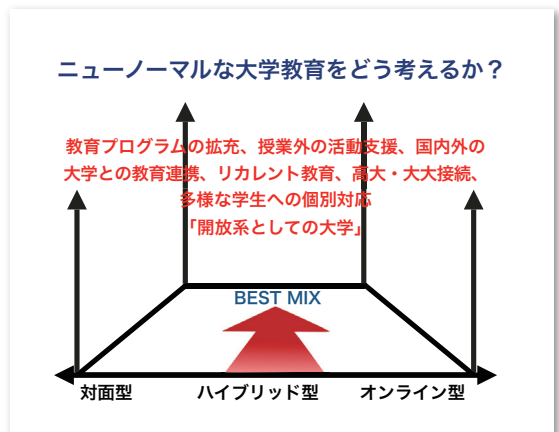 ニューノーマルな大学教育をどう考えるか？
教育プログラムの拡充、授業外の活動支援、国内外の
大学との教育連携、リカレント教育、高大・大大接続、
多様な学生への個別対応
「開放系としての大学」
BEST MIX
対面型 ハイブリッド型 オンライン型